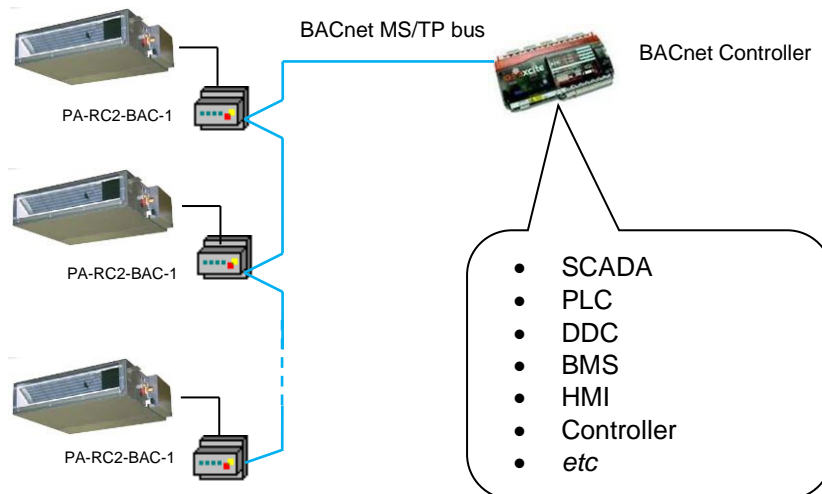 BACnet MS/TP bus
BACnet Controller
PA-RC2-BAC-1
PA-RC2-BAC-1
PA-RC2-BAC-1
• SCADA
• PLC
• DDC
• BMS
• HMI
• Controller
• etc